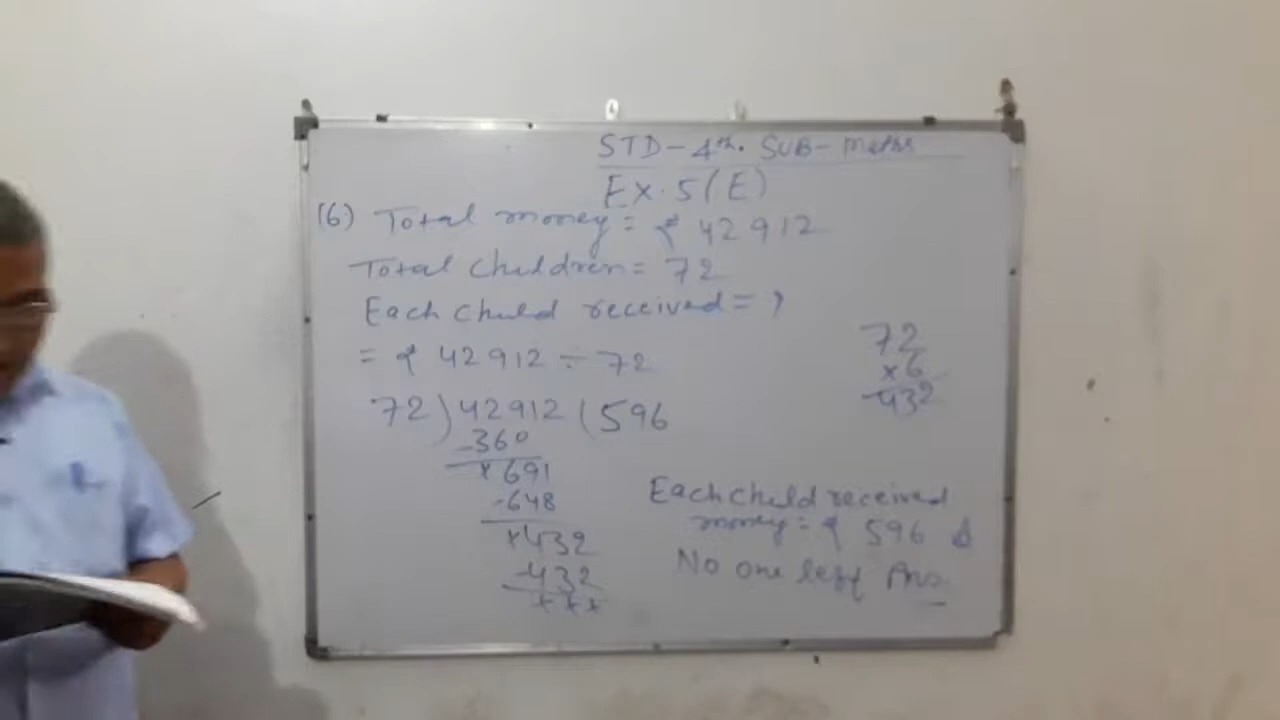 STD - 4th. SUB - Maths
Ex. 5 (E)
(6) Total money = ₹ 42912
Total Children = 72
Each Child received = ?
= ₹ 42912 ÷ 72
72 ) 42912 ( 596
-360
×691
-648
×432
-432
×××
72
×6
432
Each child received
money = ₹ 596 &
No one left Ans